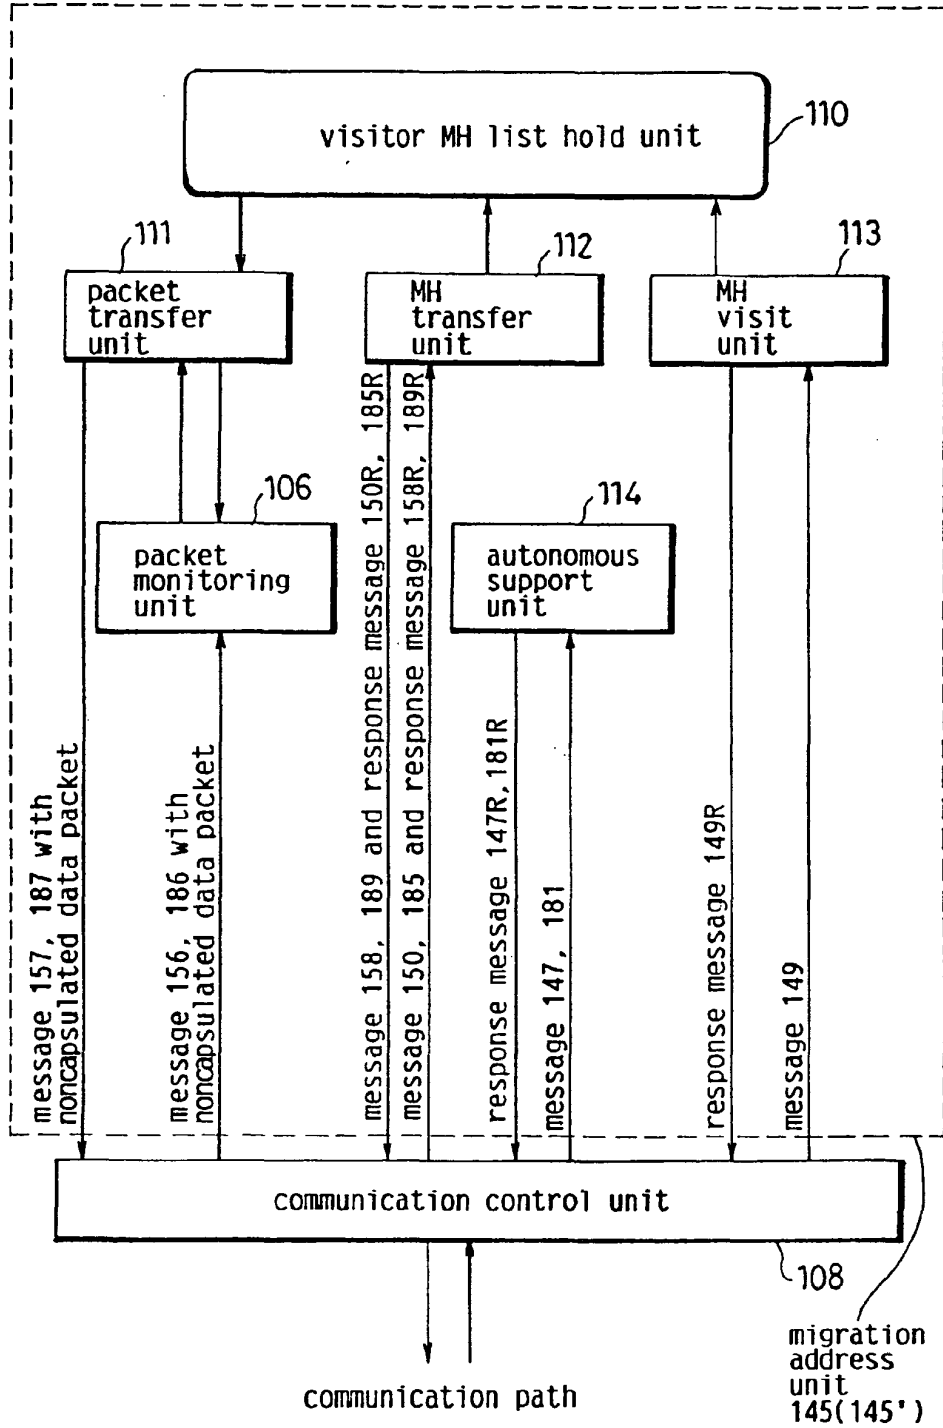 visitor MH list hold unit
110
111
112
113
packet
transfer
unit
MH
transfer
unit
MH
visit
unit
106
114
packet
monitoring
unit
autonomous
support
unit
message 157, 187 with
noncapsulated data packet
message 156, 186 with
noncapsulated data packet
message 158, 189 and response message 150R, 185R
message 150, 185 and response message 158R, 189R
response message 147R,181R
message 147, 181
response message 149R
message 149
communication control unit
108
communication path
migration
address
unit
145(145')